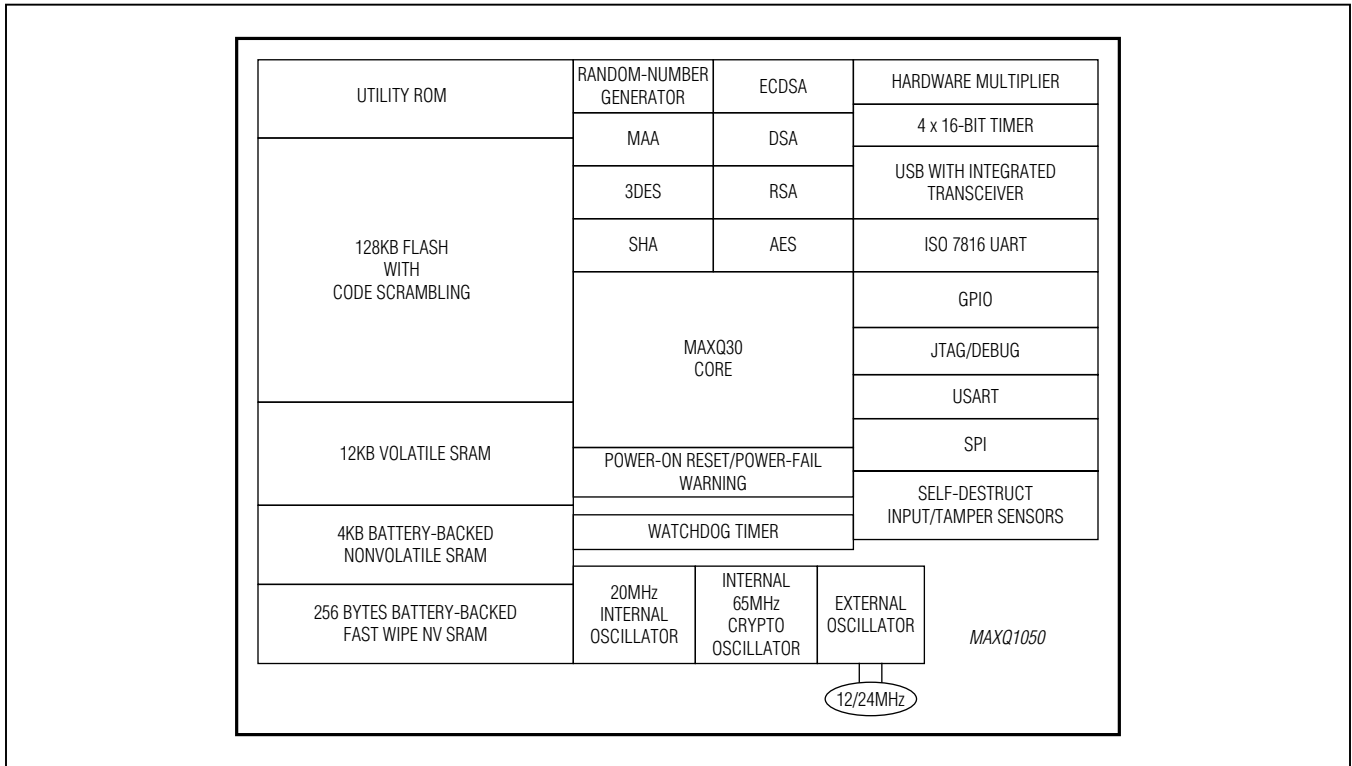 UTILITY ROM
128KB FLASH
WITH
CODE SCRAMBLING
12KB VOLATILE SRAM
4KB BATTERY-BACKED
NONVOLATILE SRAM
256 BYTES BATTERY-BACKED
FAST WIPE NV SRAM
RANDOM-NUMBER
GENERATOR
ECDSA
MAA
DSA
3DES
RSA
SHA
AES
MAXQ30
CORE
POWER-ON RESET/POWER-FAIL
WARNING
WATCHDOG TIMER
20MHz
INTERNAL
OSCILLATOR
INTERNAL
65MHz
CRYPTO
OSCILLATOR
EXTERNAL
OSCILLATOR
12/24MHz
HARDWARE MULTIPLIER
4 x 16-BIT TIMER
USB WITH INTEGRATED
TRANSCEIVER
ISO 7816 UART
GPIO
JTAG/DEBUG
USART
SPI
SELF-DESTRUCT
INPUT/TAMPER SENSORS
MAXQ1050